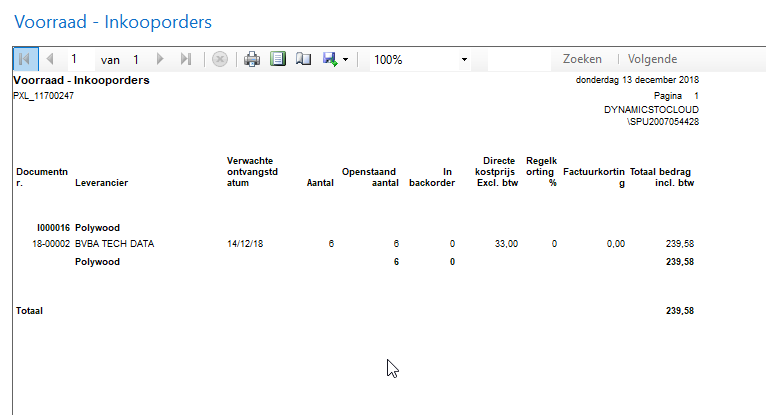 Voorraad - Inkooporders
1 van 1 100% Zoeken Volgende
Voorraad - Inkooporders donderdag 13 december 2018
PXL_11700247 Pagina 1
DYNAMICSTOCLOUD
\SPU2007054428
Verwachte Directe Regelk
Documentn ontvangstd Openstaand In kostprijs orting Factuurkortin Totaal bedrag
r. Leverancier atum Aantal aantal backorder Excl. btw % g incl. btw
I000016 Polywood
18-00002 BVBA TECH DATA 14/12/18 6 6 0 33,00 0 0,00 239,58
Polywood 6 0 239,58
Totaal 239,58